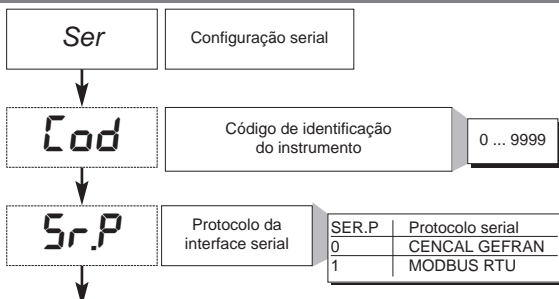 Ser
Configuração serial
Cod
Código de identificação
do instrumento
0 ... 9999
Sr.P
Protocolo da
interface serial
SER.P Protocolo serial
0 CENCAL GEFRAN
1 MODBUS RTU